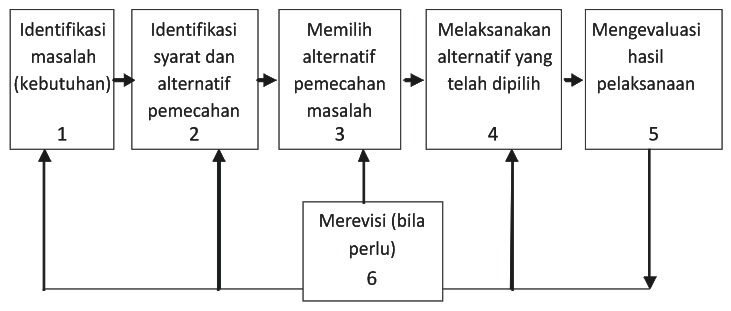 Identifikasi
masalah
(kebutuhan)
1
Identifikasi
syarat dan
alternatif
pemecahan
2
Memilih
alternatif
pemecahan
masalah
3
Melaksanakan
alternatif yang
telah dipilih
4
Mengevaluasi
hasil
pelaksanaan
5
Merevisi (bila
perlu)
6